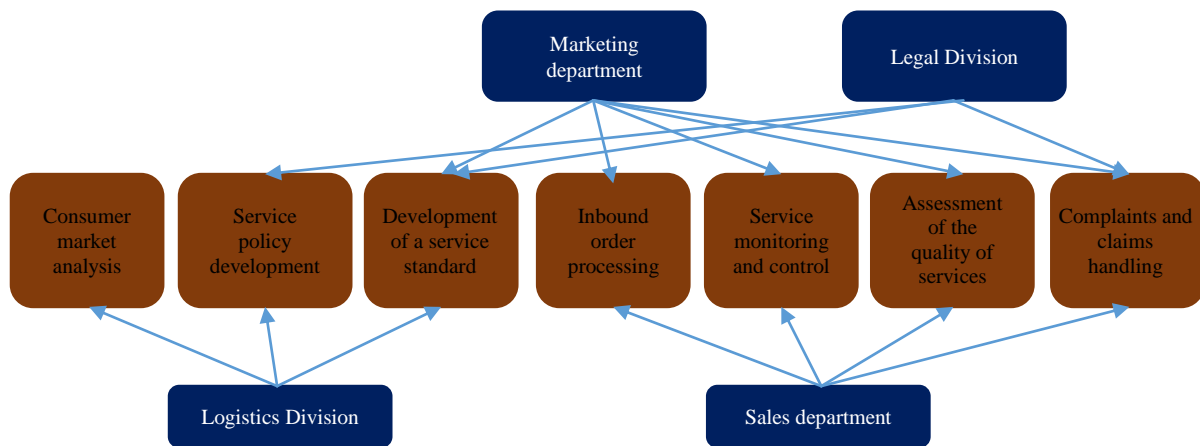 Marketing
department
Legal Division
Consumer
market
analysis
Service
policy
development
Development
of a service
standard
Inbound
order
processing
Service
monitoring
and control
Assessment
of the
quality of
services
Complaints and
claims
handling
Logistics Division
Sales department